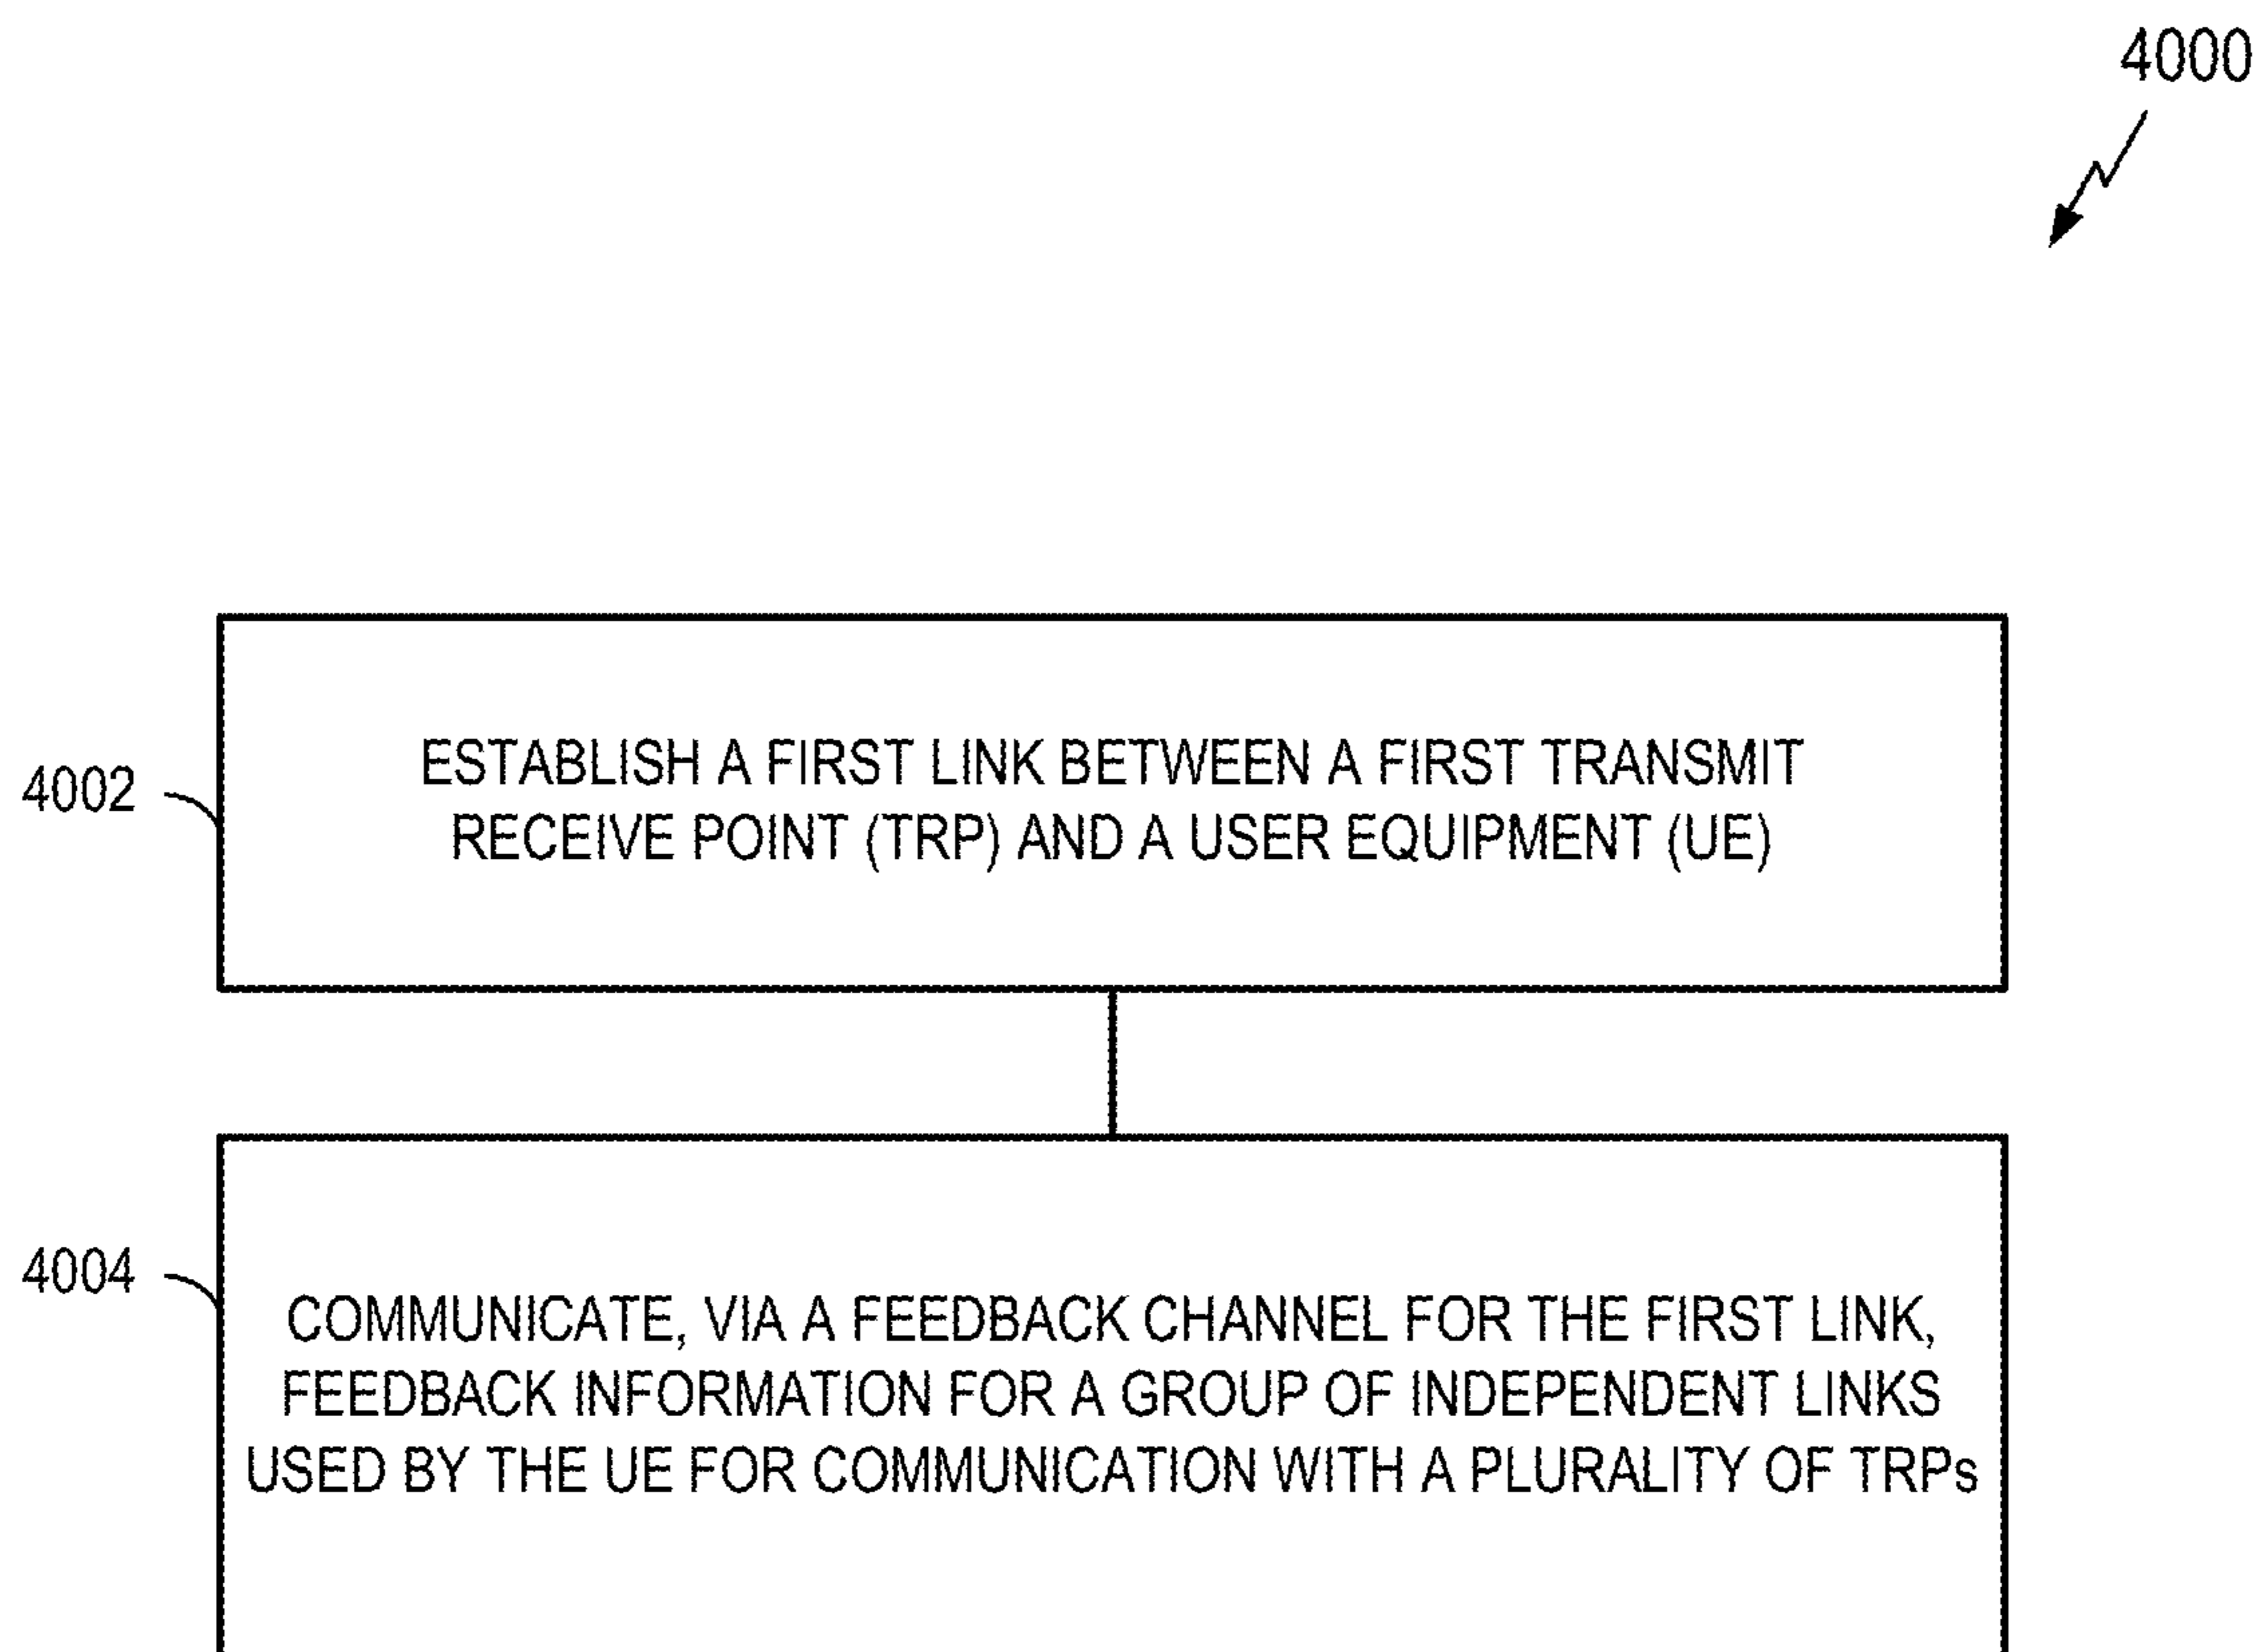 4000
4002
ESTABLISH A FIRST LINK BETWEEN A FIRST TRANSMIT
RECEIVE POINT (TRP) AND A USER EQUIPMENT (UE)
4004
COMMUNICATE, VIA A FEEDBACK CHANNEL FOR THE FIRST LINK,
FEEDBACK INFORMATION FOR A GROUP OF INDEPENDENT LINKS
USED BY THE UE FOR COMMUNICATION WITH A PLURALITY OF TRPs